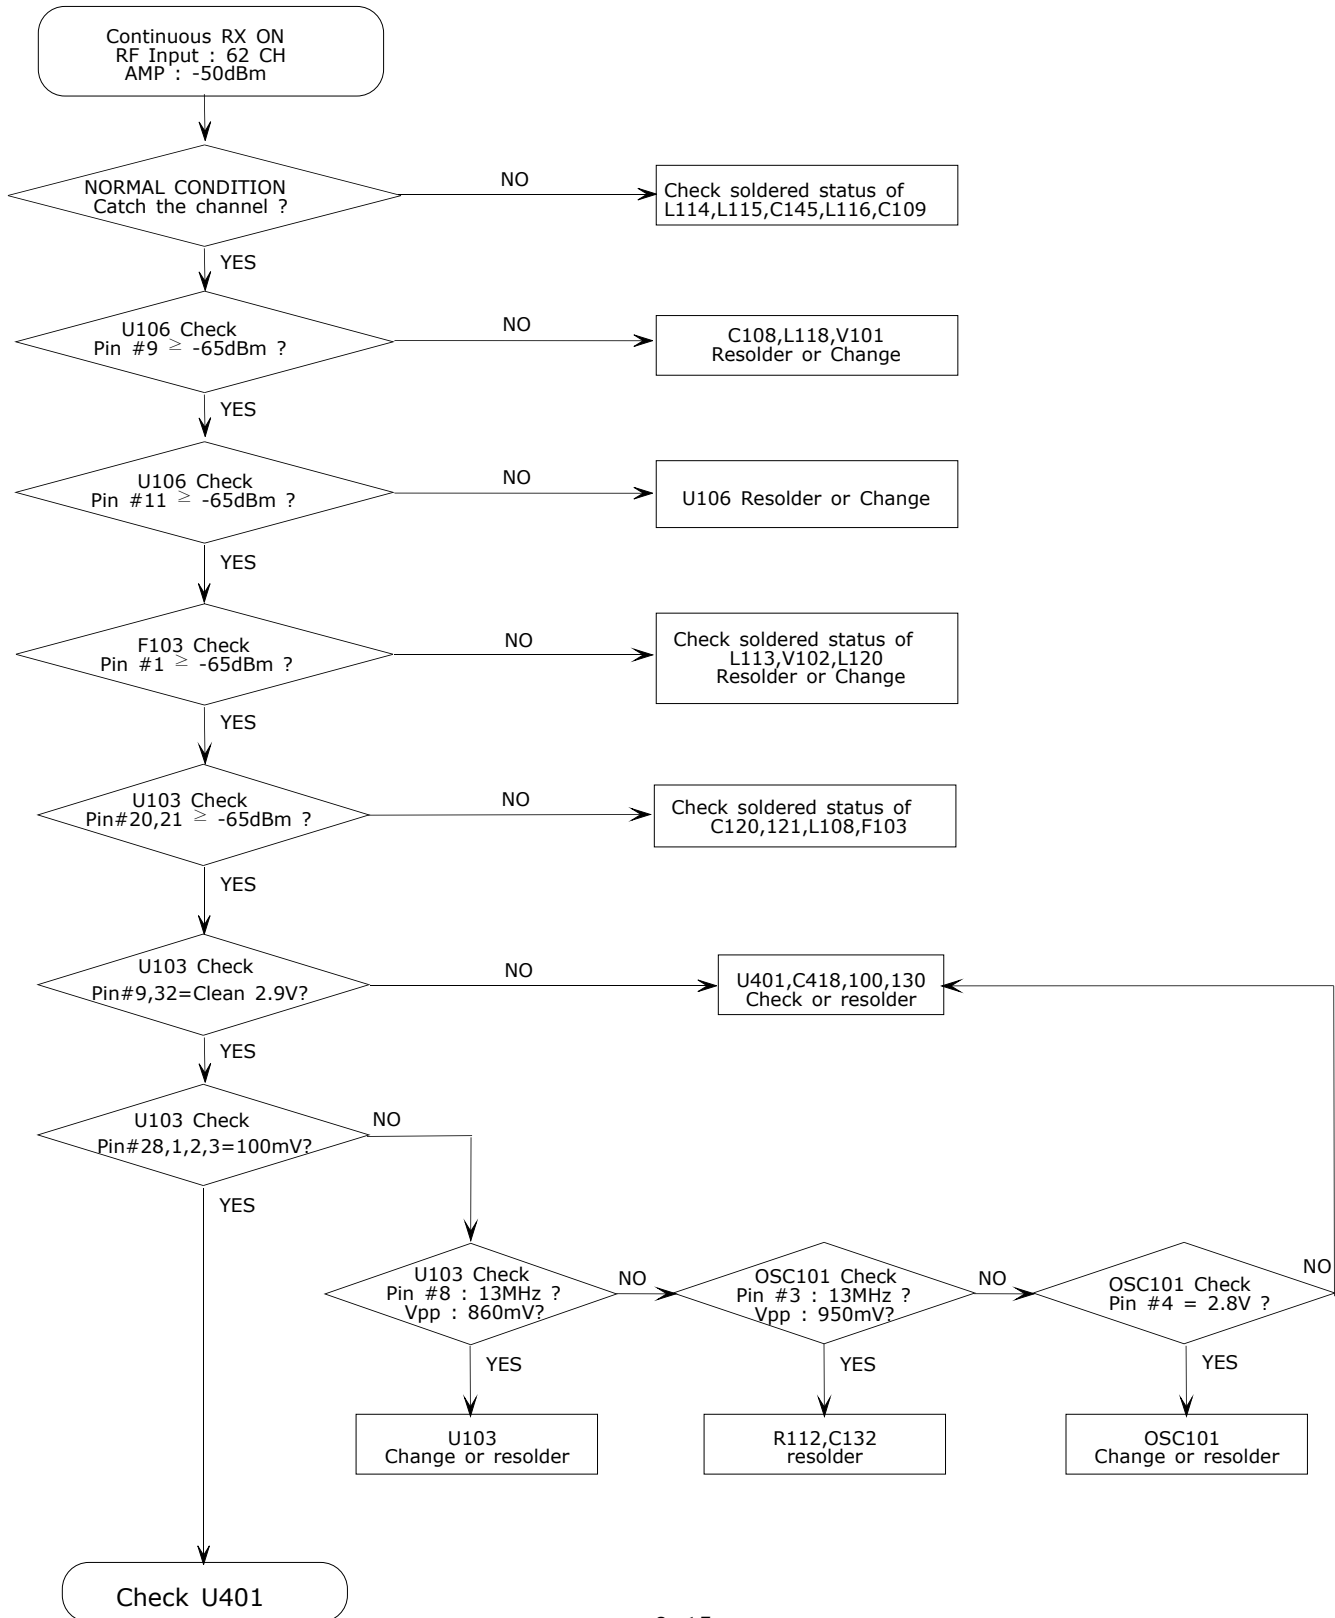 Continuous RX ON
RF Input : 62 CH
AMP : -50dBm
NORMAL CONDITION
Catch the channel ?
NO
Check soldered status of
L114,L115,C145,L116,C109
YES
U106 Check
Pin #9 ≥ -65dBm ?
NO
C108,L118,V101
Resolder or Change
YES
U106 Check
Pin #11 ≥ -65dBm ?
NO
U106 Resolder or Change
YES
F103 Check
Pin #1 ≥ -65dBm ?
NO
Check soldered status of
L113,V102,L120
Resolder or Change
YES
U103 Check
Pin#20,21 ≥ -65dBm ?
NO
Check soldered status of
C120,121,L108,F103
YES
U103 Check
Pin#9,32=Clean 2.9V?
NO
U401,C418,100,130
Check or resolder
YES
U103 Check
Pin#28,1,2,3=100mV?
NO
YES
U103 Check
Pin #8 : 13MHz ?
Vpp : 860mV?
NO
OSC101 Check
Pin #3 : 13MHz ?
Vpp : 950mV?
NO
OSC101 Check
Pin #4 = 2.8V ?
NO
YES
YES
YES
U103
Change or resolder
R112,C132
resolder
OSC101
Change or resolder
Check U401